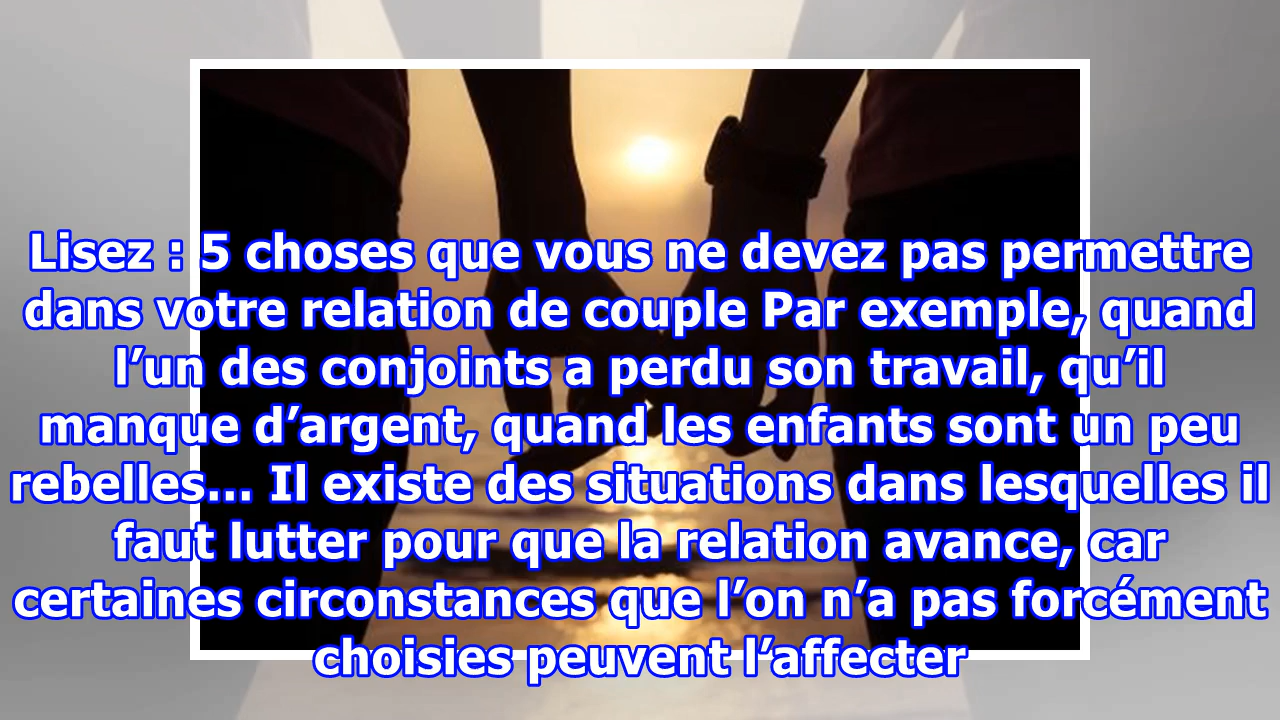 Lisez : 5 choses que vous ne devez pas permettre
dans votre relation de couple Par exemple, quand
l’un des conjoints a perdu son travail, qu’il
manque d’argent, quand les enfants sont un peu
rebelles… Il existe des situations dans lesquelles il
faut lutter pour que la relation avance, car
certaines circonstances que l’on n’a pas forcément
choisies peuvent l’affecter